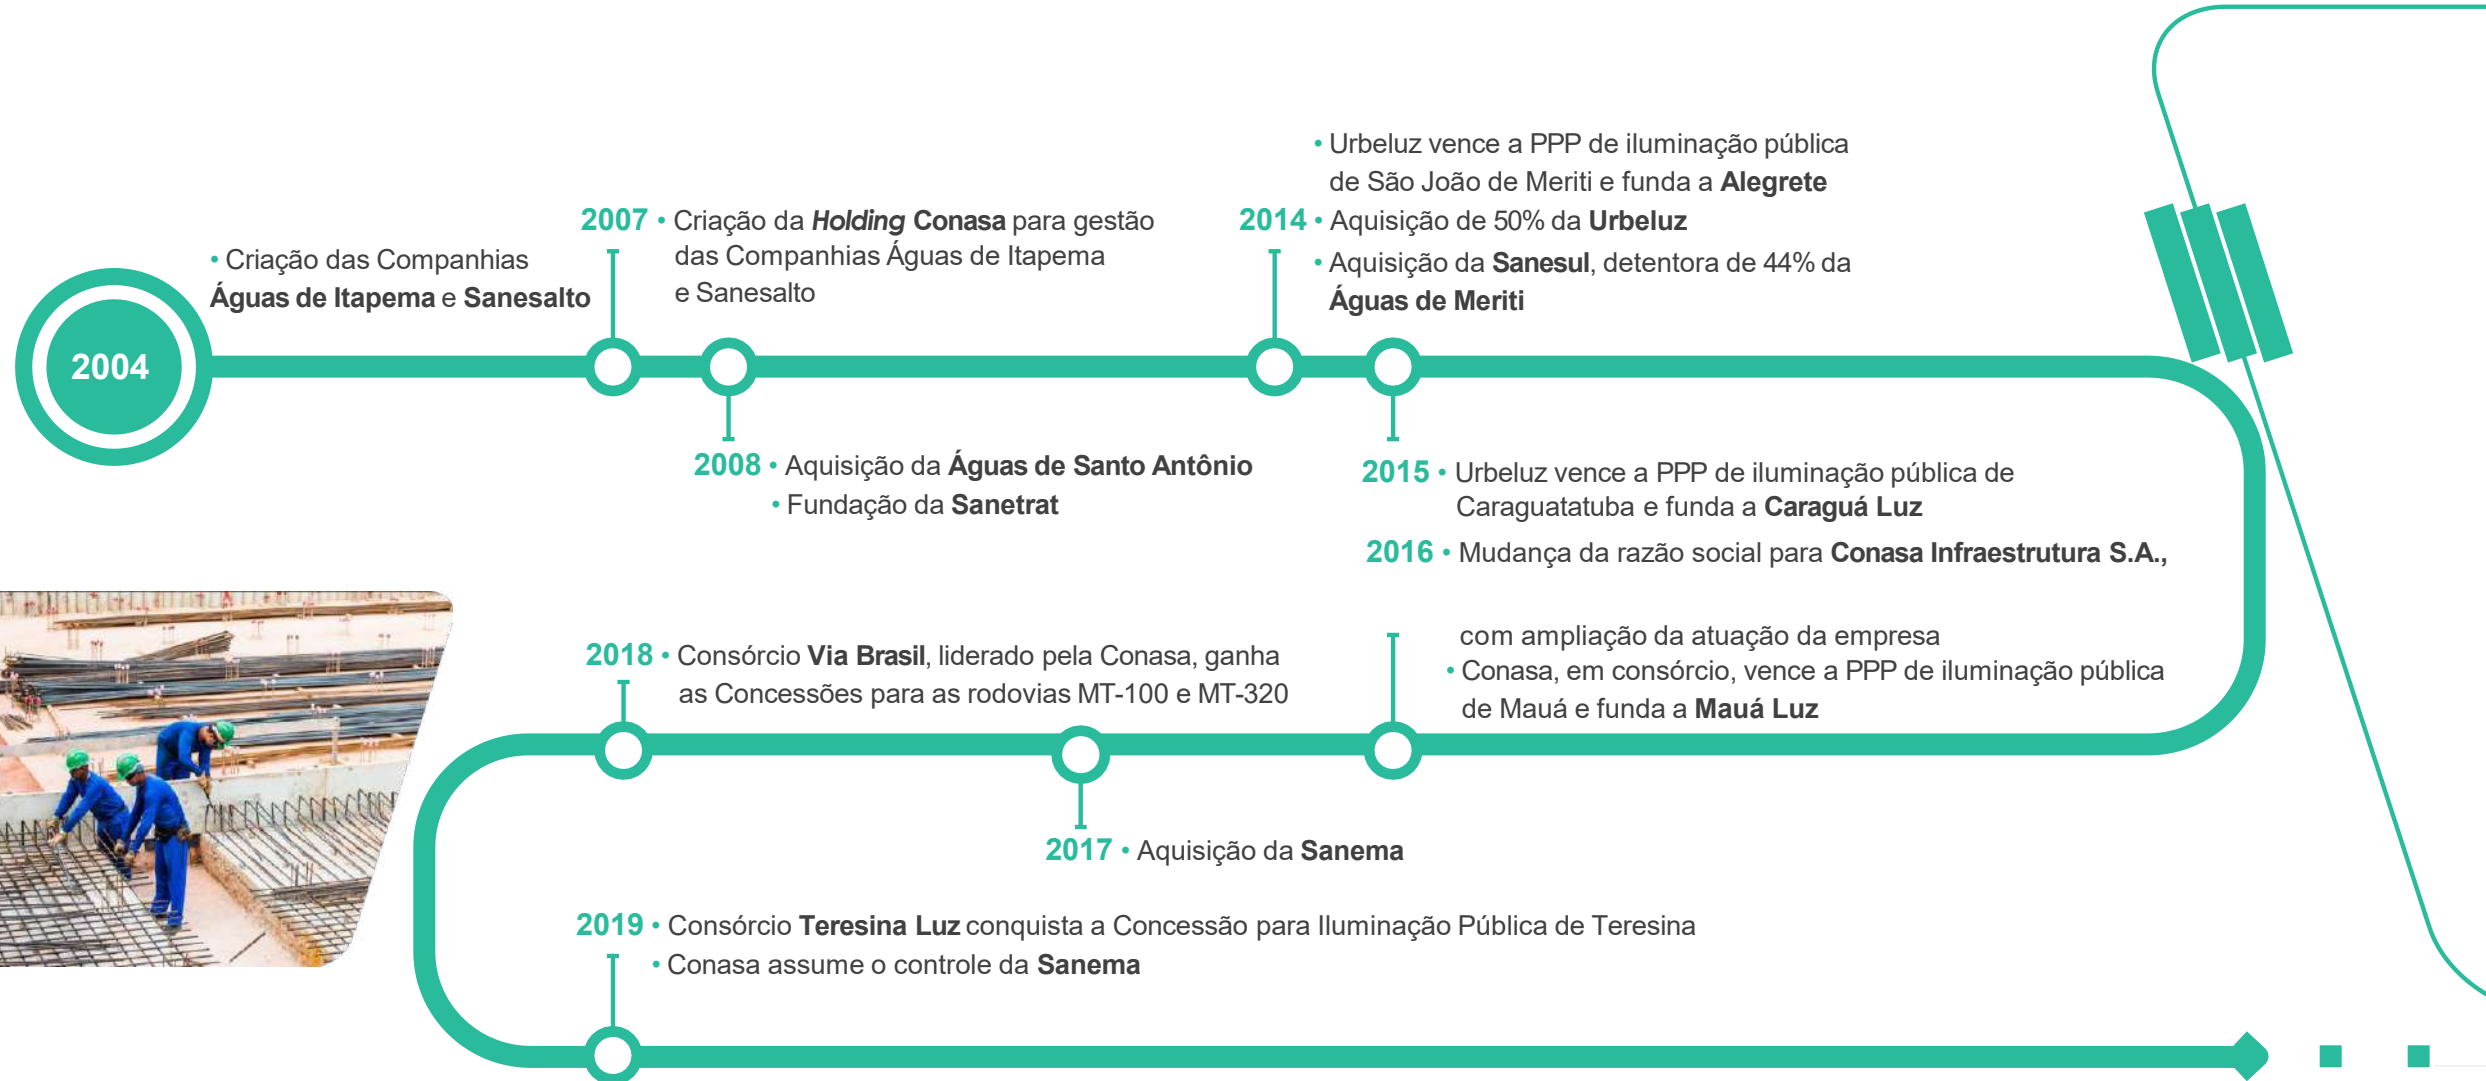 2004
• Criação das Companhias
Águas de Itapema e Sanesalto
2007 • Criação da Holding Conasa para gestão
das Companhias Águas de Itapema
e Sanesalto
2008 • Aquisição da Águas de Santo Antônio
• Fundação da Sanetrat
• Urbeluz vence a PPP de iluminação pública
de São João de Meriti e funda a Alegrete
2014 • Aquisição de 50% da Urbeluz
• Aquisição da Sanesul, detentora de 44% da
Águas de Meriti
2015 • Urbeluz vence a PPP de iluminação pública de
Caraguatatuba e funda a Caraguá Luz
2016 • Mudança da razão social para Conasa Infraestrutura S.A.,
com ampliação da atuação da empresa
• Conasa, em consórcio, vence a PPP de iluminação pública
de Mauá e funda a Mauá Luz
2017 • Aquisição da Sanema
2018 • Consórcio Via Brasil, liderado pela Conasa, ganha
as Concessões para as rodovias MT-100 e MT-320
2019 • Consórcio Teresina Luz conquista a Concessão para Iluminação Pública de Teresina
• Conasa assume o controle da Sanema